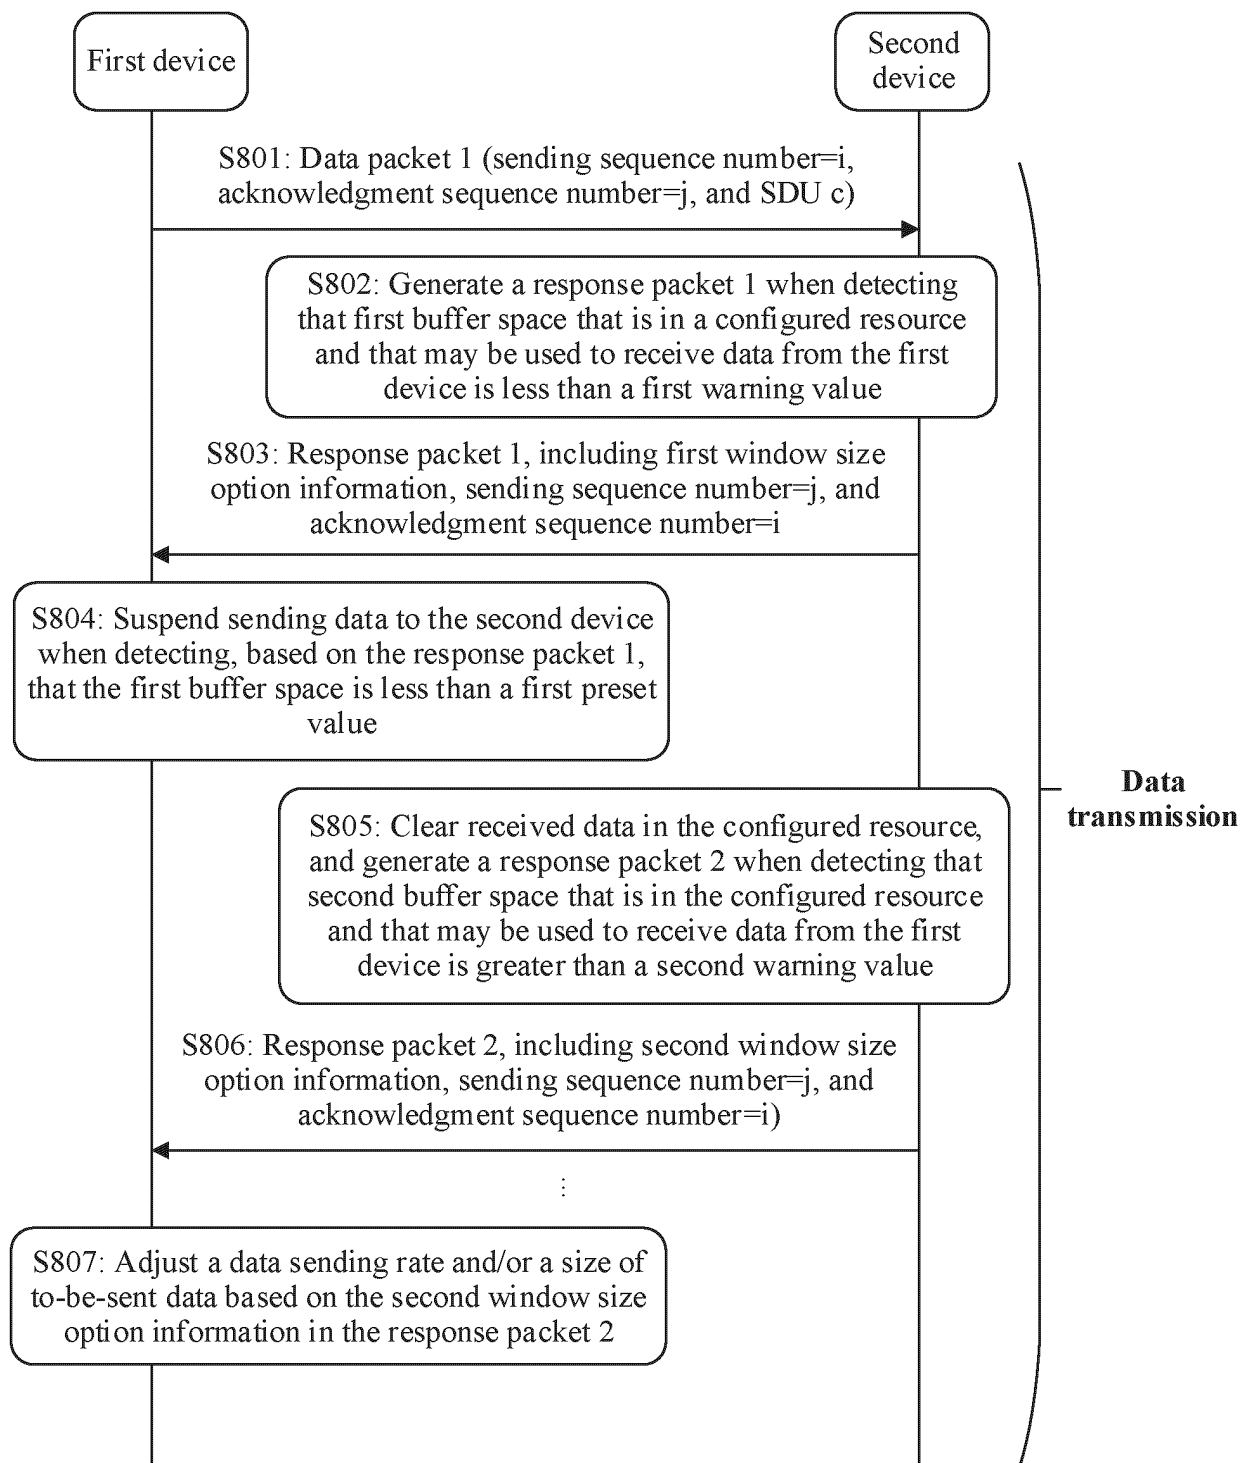 First device
Second
device
S801: Data packet 1 (sending sequence number=i,
acknowledgment sequence number=j, and SDU c)
S802: Generate a response packet 1 when detecting
that first buffer space that is in a configured resource
and that may be used to receive data from the first
device is less than a first warning value
S803: Response packet 1, including first window size
option information, sending sequence number=j, and
acknowledgment sequence number=i
S804: Suspend sending data to the second device
when detecting, based on the response packet 1,
that the first buffer space is less than a first preset
value
Data
transmission
S805: Clear received data in the configured resource,
and generate a response packet 2 when detecting that
second buffer space that is in the configured resource
and that may be used to receive data from the first
device is greater than a second warning value
S806: Response packet 2, including second window size
option information, sending sequence number=j, and
acknowledgment sequence number=i)
⋮
S807: Adjust a data sending rate and/or a size of
to-be-sent data based on the second window size
option information in the response packet 2